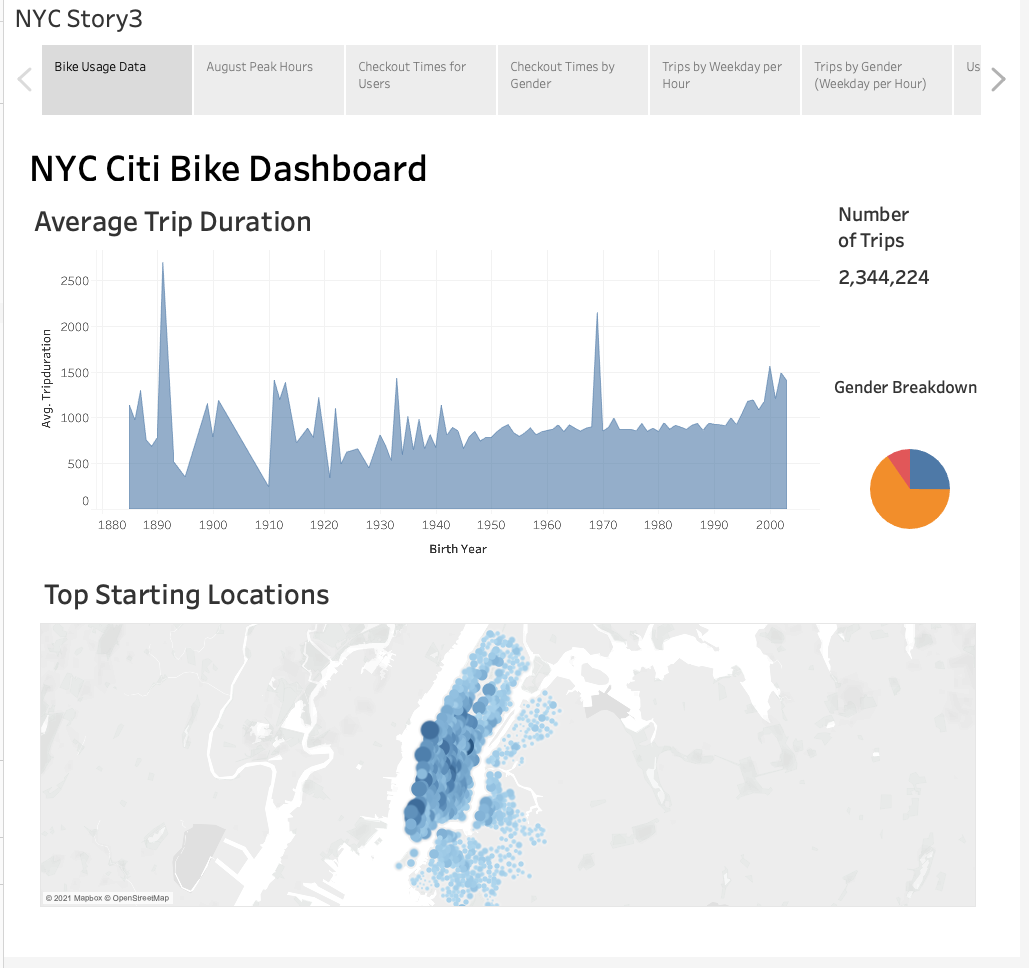 NYC Story3
Bike Usage Data
August Peak Hours
Checkout Times for
Users
Checkout Times by
Gender
Trips by Weekday per
Hour
Trips by Gender
(Weekday per Hour)
Us
NYC Citi Bike Dashboard
Average Trip Duration
Number
of Trips
2,344,224
2500
2000
1500
1000
500
0
Avg. Tripduration
1880 1890 1900 1910 1920 1930 1940 1950 1960 1970 1980 1990 2000
Birth Year
Gender Breakdown
Top Starting Locations
© 2021 Mapbox © OpenStreetMap